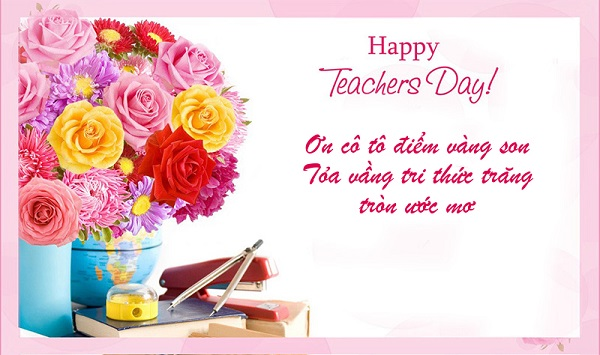 Happy
Teachers Day!
Ơn cô tô điểm vàng son
Tỏa vầng tri thức trăng
tròn ước mơ